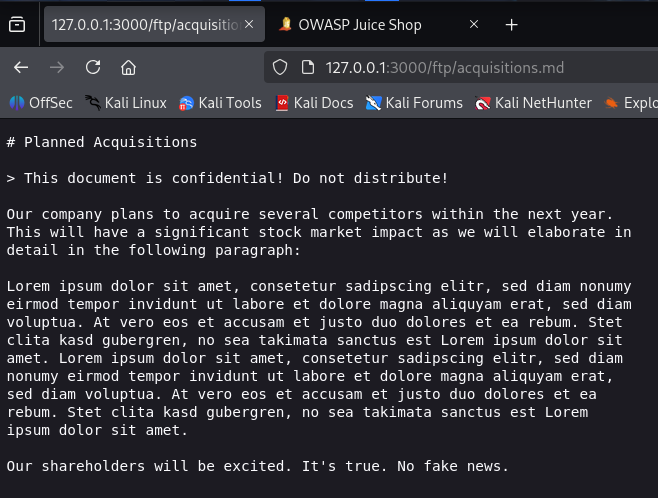 127.0.0.1:3000/ftp/acquisitio
OWASP Juice Shop
127.0.0.1:3000/ftp/acquisitions.md
OffSec Kali Linux Kali Tools Kali Docs Kali Forums Kali NetHunter Explo
# Planned Acquisitions
> This document is confidential! Do not distribute!
Our company plans to acquire several competitors within the next year.
This will have a significant stock market impact as we will elaborate in
detail in the following paragraph:
Lorem ipsum dolor sit amet, consetetur sadipscing elitr, sed diam nonumy
eirmod tempor invidunt ut labore et dolore magna aliquyam erat, sed diam
voluptua. At vero eos et accusam et justo duo dolores et ea rebum. Stet
clita kasd gubergren, no sea takimata sanctus est Lorem ipsum dolor sit
amet. Lorem ipsum dolor sit amet, consetetur sadipscing elitr, sed diam
nonumy eirmod tempor invidunt ut labore et dolore magna aliquyam erat,
sed diam voluptua. At vero eos et accusam et justo duo dolores et ea
rebum. Stet clita kasd gubergren, no sea takimata sanctus est Lorem
ipsum dolor sit amet.
Our shareholders will be excited. It's true. No fake news.